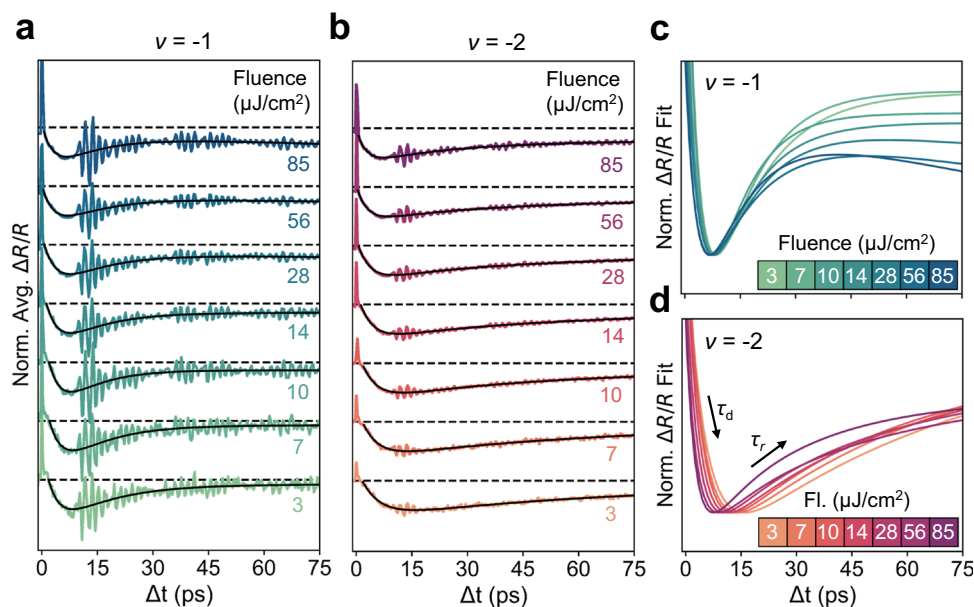 a
ν = -1
Norm. Avg. ΔR/R
Fluence
(μJ/cm²)
85
56
28
14
10
7
3
0 15 30 45 60 75
Δt (ps)
b
ν = -2
Fluence
(μJ/cm²)
85
56
28
14
10
7
3
0 15 30 45 60 75
Δt (ps)
c
ν = -1
Norm. ΔR/R Fit
Fluence (μJ/cm²)
3 7 10 14 28 56 85
d
ν = -2
Norm. ΔR/R Fit
τd
τr
Fl. (μJ/cm²)
3 7 10 14 28 56 85
0 15 30 45 60 75
Δt (ps)